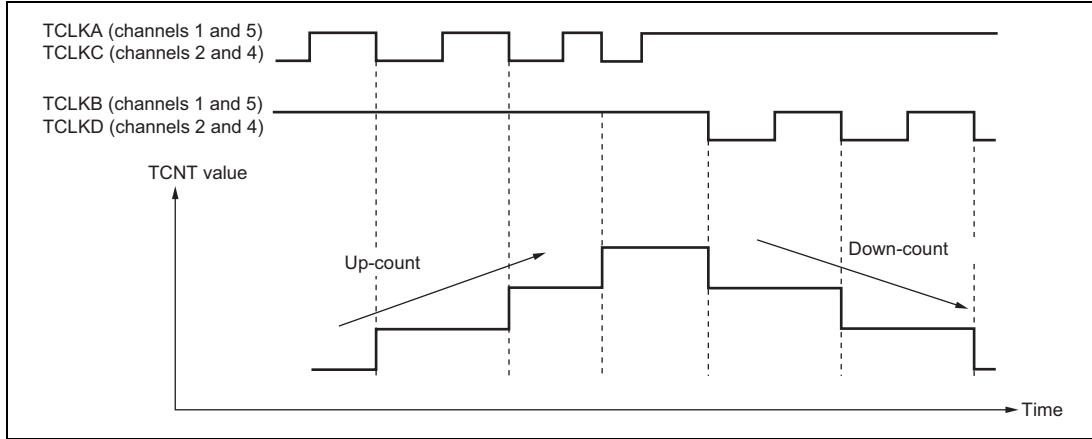 TCLKA (channels 1 and 5)
TCLKC (channels 2 and 4)
TCLKB (channels 1 and 5)
TCLKD (channels 2 and 4)
TCNT value
Up-count
Down-count
Time